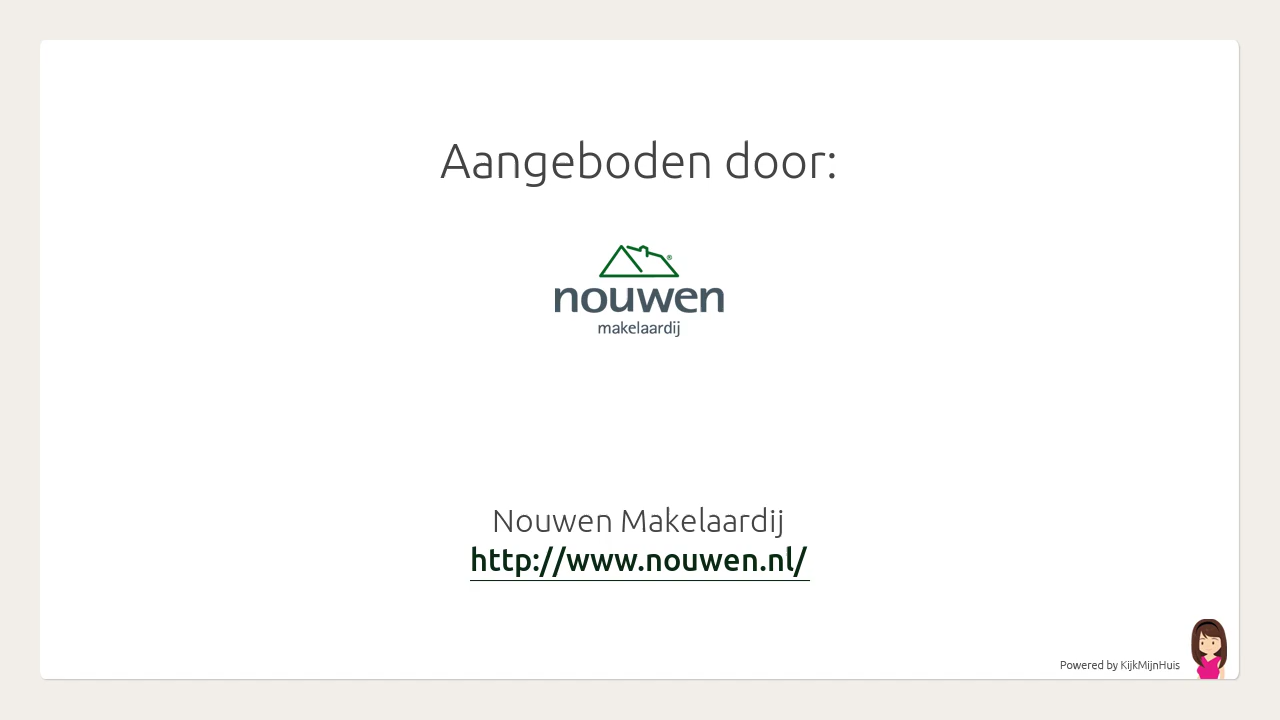 Aangeboden door:
®
nouwen
makelaardij
Nouwen Makelaardij
http://www.nouwen.nl/
Powered by KijkMijnHuis